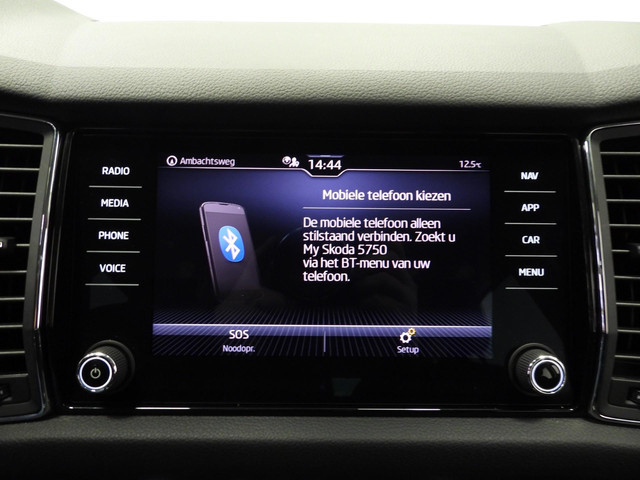 RADIO
MEDIA
PHONE
VOICE
Ambachtsweg
14:44
12.5°C
Mobiele telefoon kiezen
De mobiele telefoon alleen
stilstaand verbinden. Zoekt u
My Skoda 5750
via het BT-menu van uw
telefoon.
SOS
Noodopr.
Setup
NAV
APP
CAR
MENU